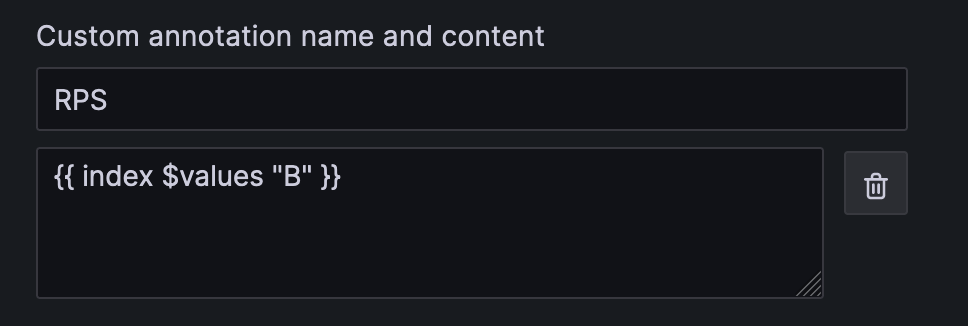 Custom annotation name and content
RPS
{{ index $values "B" }}